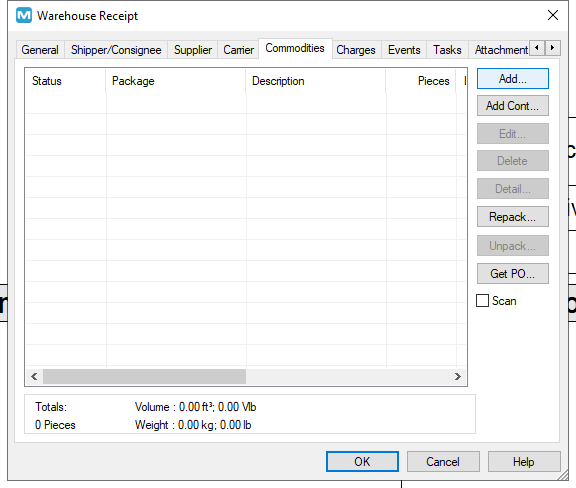 Warehouse Receipt
General Shipper/Consignee Supplier Carrier Commodities Charges Events Tasks Attachment
Status Package Description Pieces
Add...
Add Cont...
Edit...
Delete
Detail...
Repack...
Unpack...
Get PO...
Scan
Totals: Volume : 0.00 ft³; 0.00 Vlb
0 Pieces Weight : 0.00 kg; 0.00 lb
OK Cancel Help